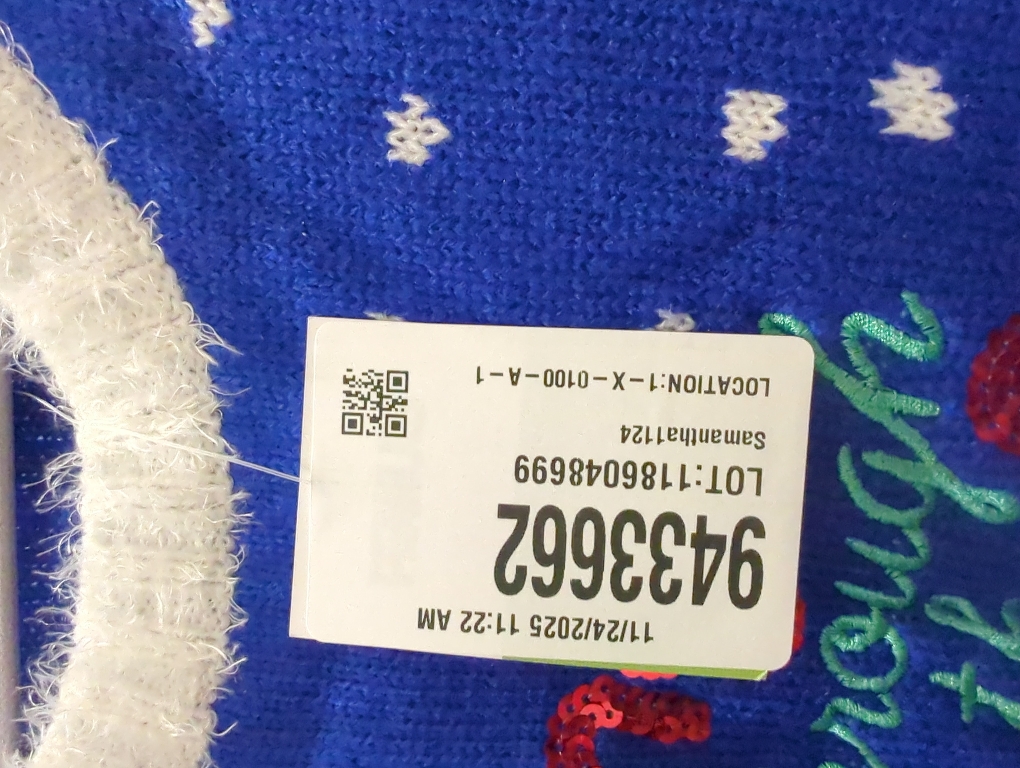 11/24/2025 11:22 AM
9433662
LOT:1186048699
Samantha1124
LOCATION:1-X-0100-A-1